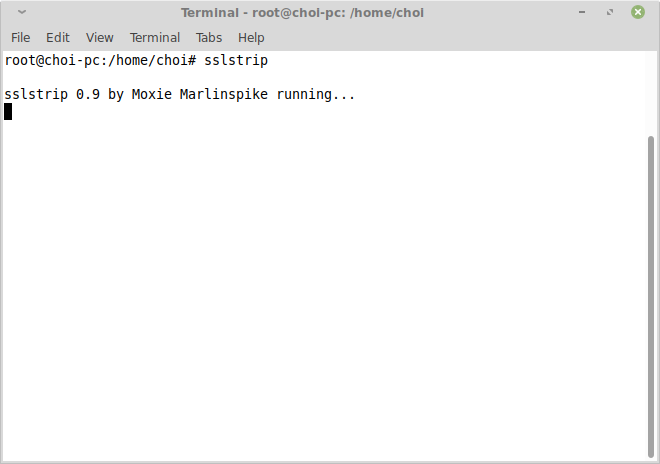 Terminal - root@choi-pc: /home/choi
File Edit View Terminal Tabs Help
root@choi-pc:/home/choi# sslstrip
sslstrip 0.9 by Moxie Marlinspike running...